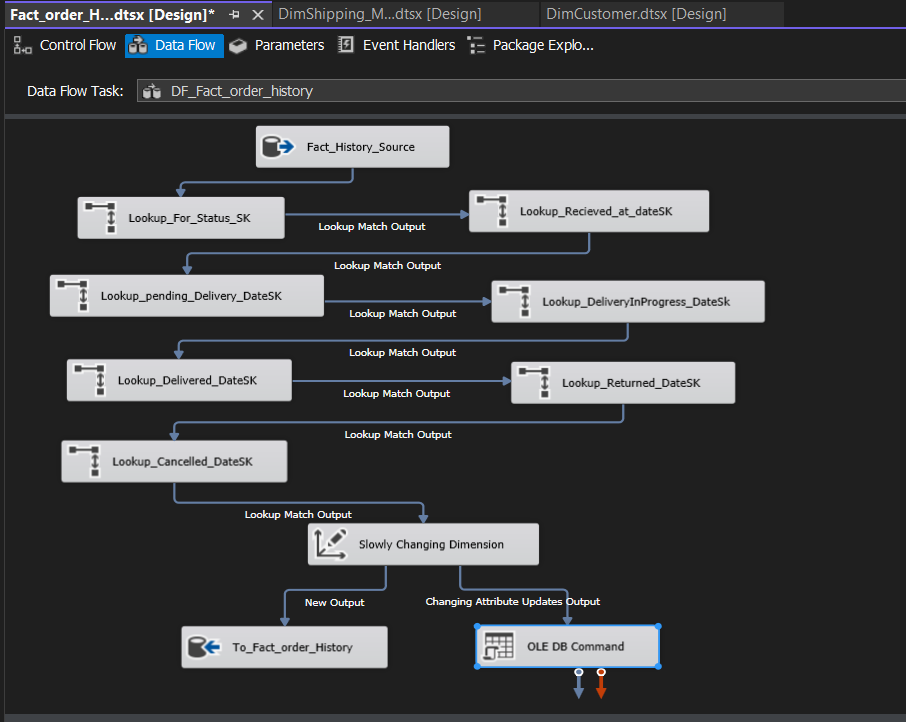 Fact_order_H...dtsx [Design]* DimShipping_M...dtsx [Design] DimCustomer.dtsx [Design]
Control Flow Data Flow Parameters Event Handlers Package Explo...
Data Flow Task: DF_Fact_order_history
Fact_History_Source
Lookup_For_Status_SK
Lookup Match Output
Lookup_Recieved_at_dateSK
Lookup Match Output
Lookup_pending_Delivery_DateSK
Lookup Match Output
Lookup_DeliveryInProgress_DateSk
Lookup Match Output
Lookup_Delivered_DateSK
Lookup Match Output
Lookup_Returned_DateSK
Lookup Match Output
Lookup_Cancelled_DateSK
Lookup Match Output
Slowly Changing Dimension
New Output
Changing Attribute Updates Output
To_Fact_order_History
OLE DB Command